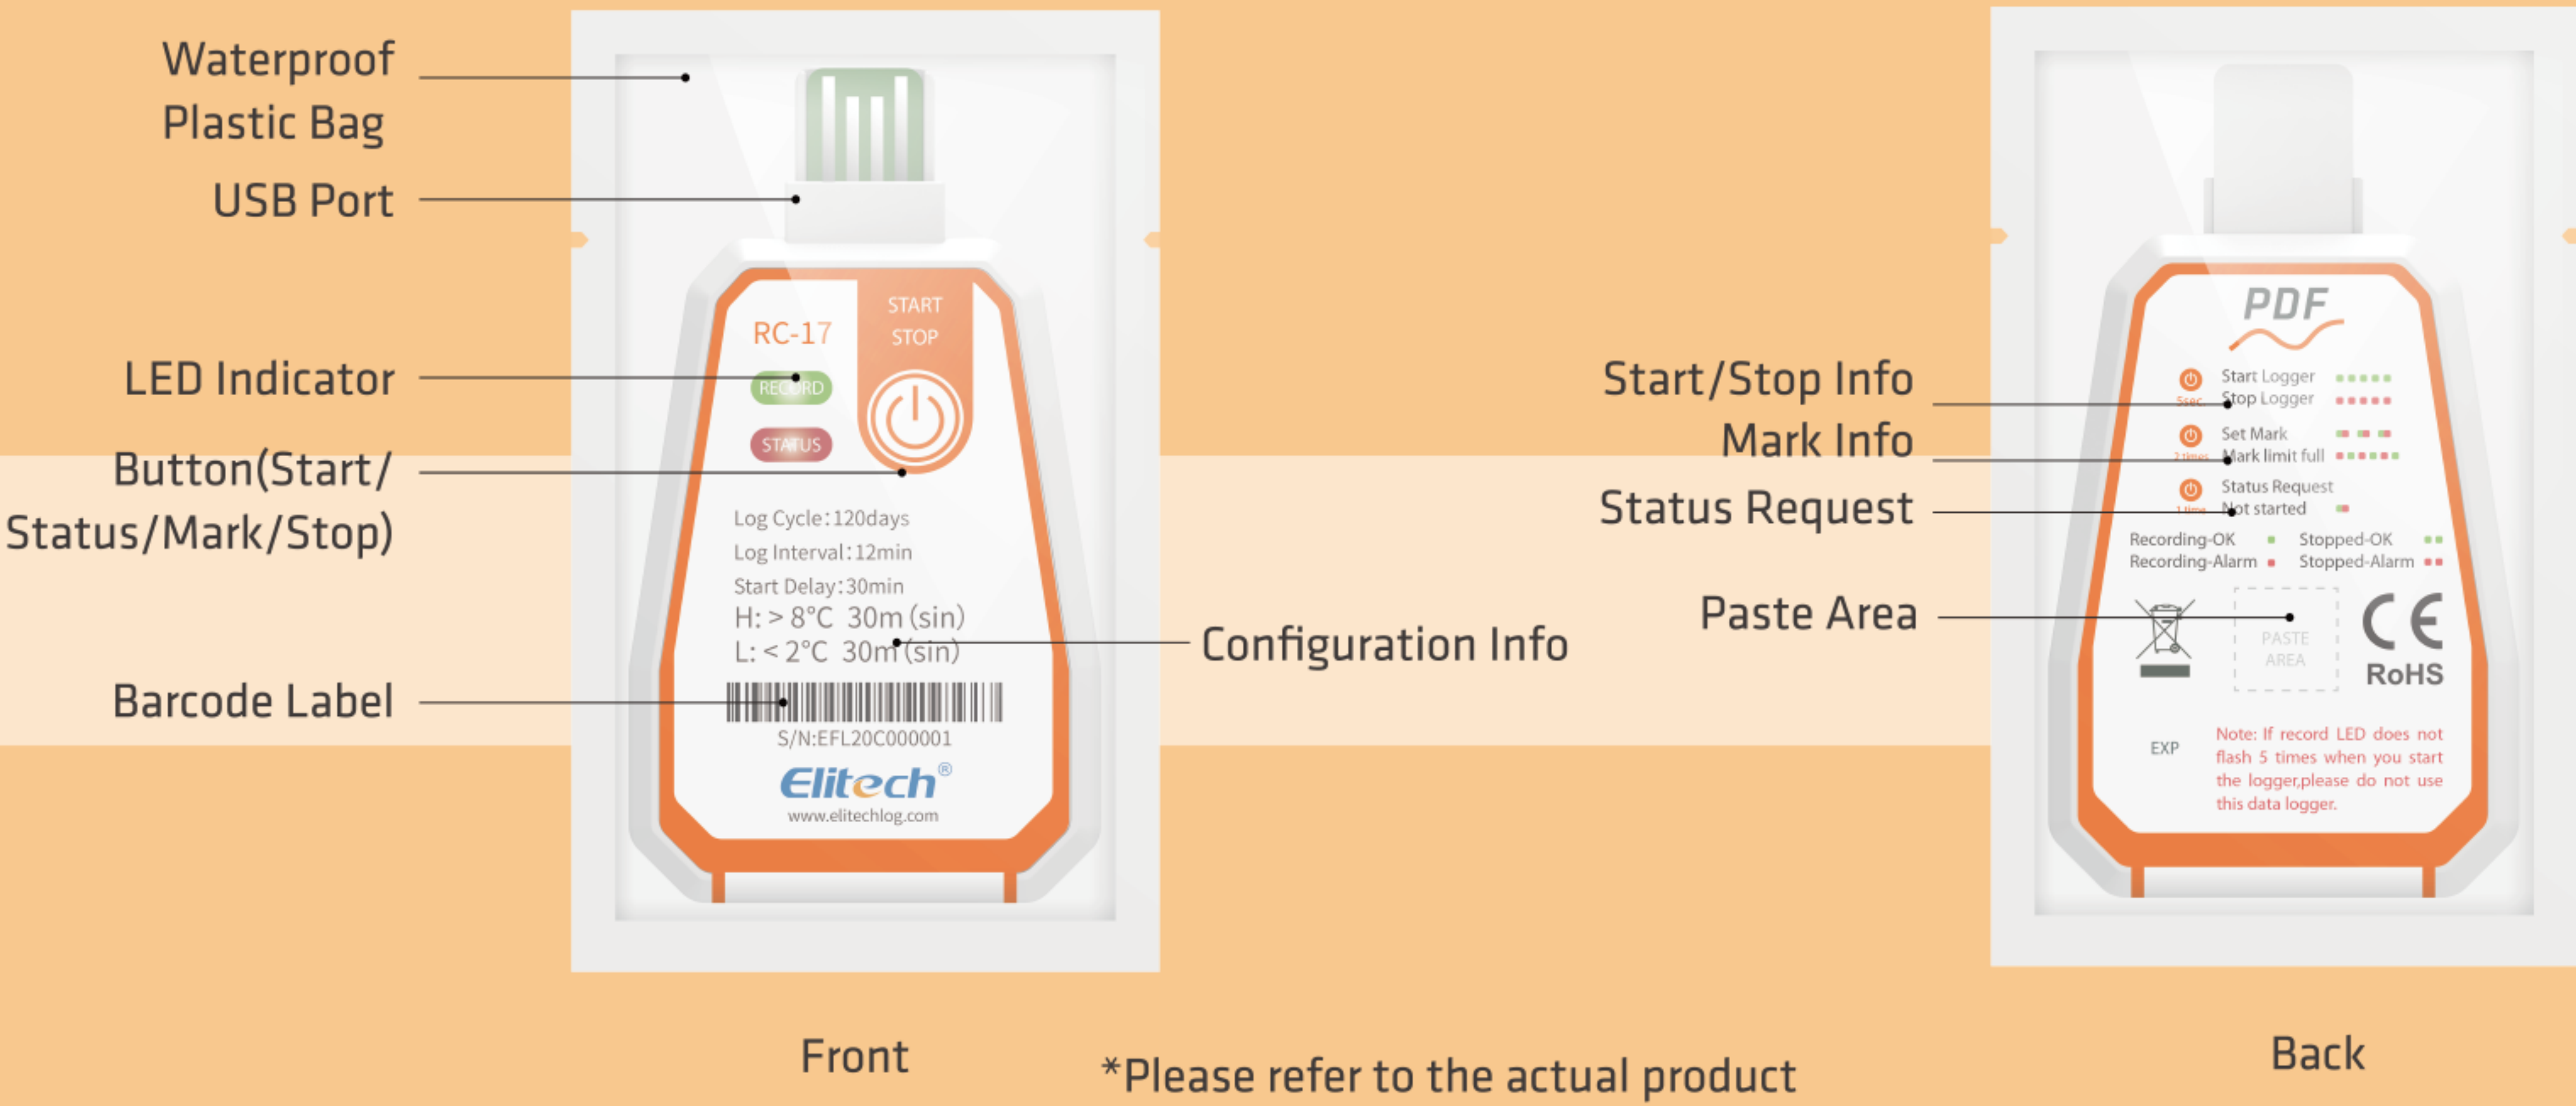 Waterproof
Plastic Bag
USB Port
LED Indicator
Button(Start/
Status/Mark/Stop)
Barcode Label
START
STOP
RC-17
RECORD
STATUS
Log Cycle:120days
Log Interval:12min
Start Delay:30min
H: > 8°C 30m (sin)
L: < 2°C 30m (sin)
S/N:EFL20C000001
Elitech®
www.elitechlog.com
Configuration Info
Front
Start/Stop Info
Mark Info
Status Request
Paste Area
PDF
Start Logger
5sec. Stop Logger
Set Mark
2 times Mark limit full
Status Request
1 time Not started
Recording-OK Stopped-OK
Recording-Alarm Stopped-Alarm
PASTE
AREA
CE
RoHS
EXP
Note: If record LED does not
flash 5 times when you start
the logger,please do not use
this data logger.
Back
*Please refer to the actual product